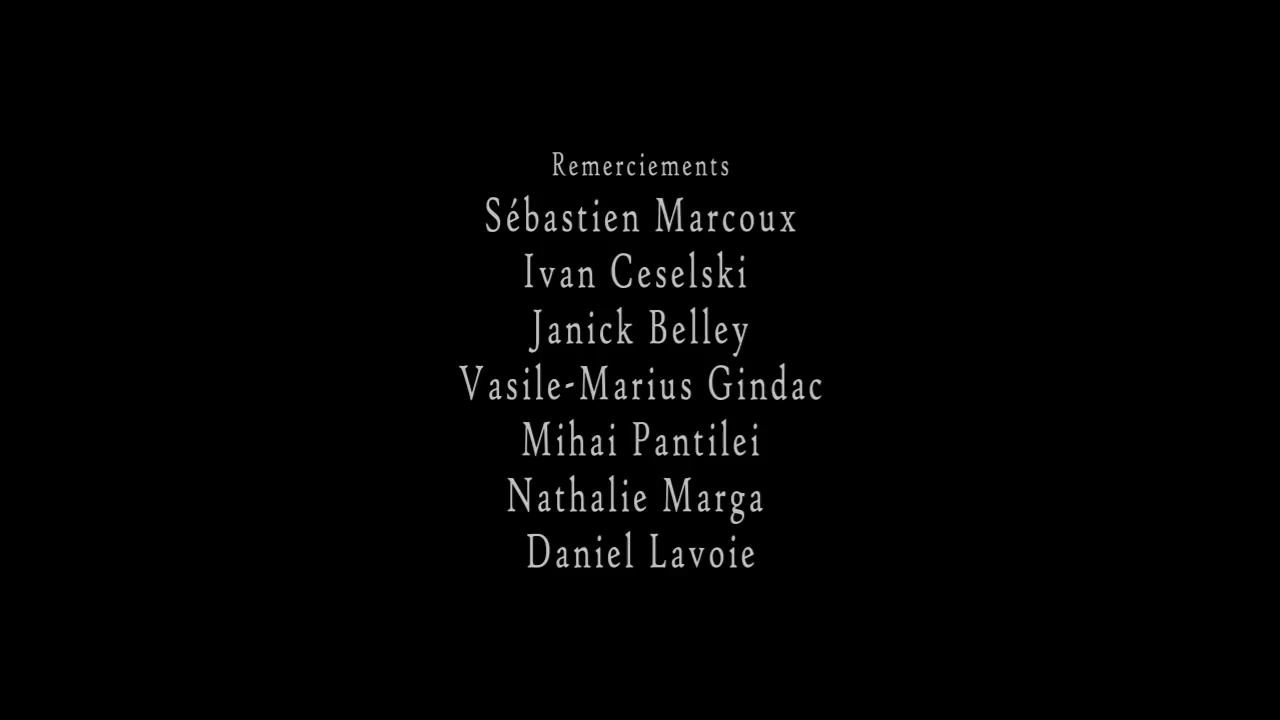 Remerciements
Sébastien Marcoux
Ivan Ceselski
Janick Belley
Vasile-Marius Gindac
Mihai Pantilei
Nathalie Marga
Daniel Lavoie